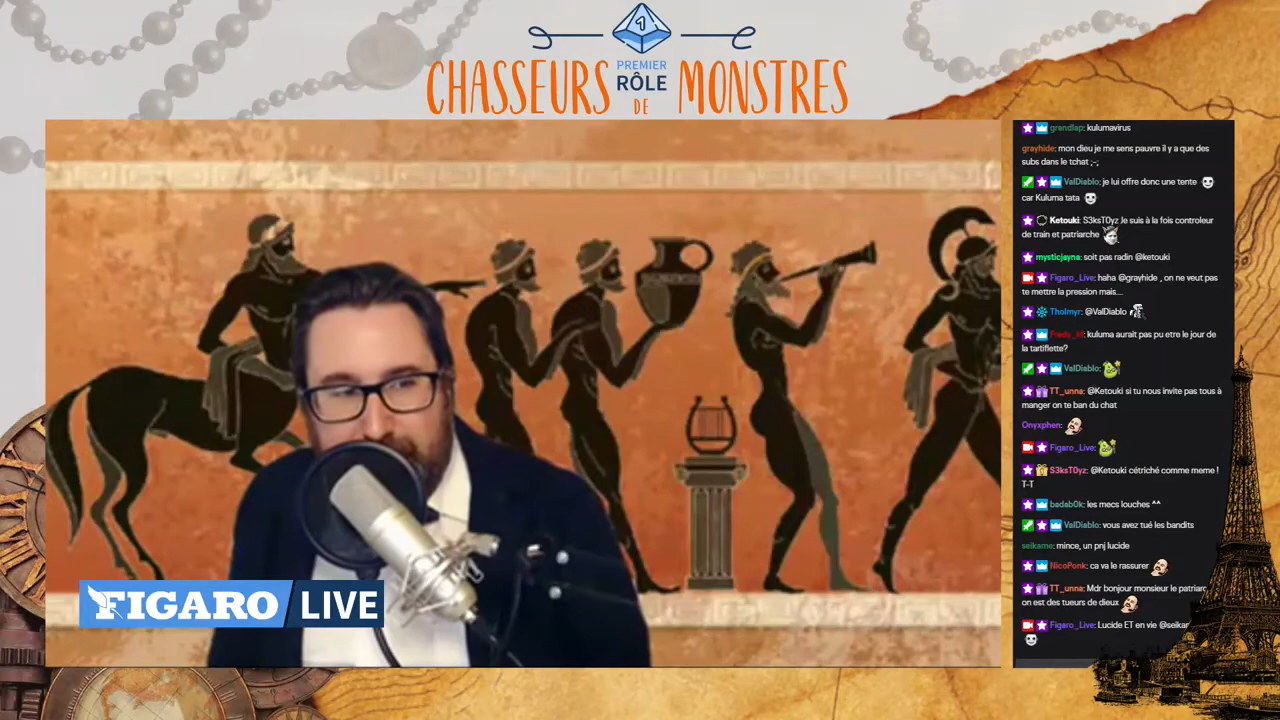 1
PREMIER
RÔLE
CHASSEURS DE MONSTRES
grandlap: kulumavirus
grayhide: mon dieu je me sens pauvre il y a que des
subs dans le tchat ;-;
ValDiablo: je lui offre donc une tente
car Kuluma tata
Ketouki: S3ksT0yz Je suis à la fois controleur
de train et patriarche
mysticjayna: soit pas radin @ketouki
Figaro_Live: haha @grayhide , on ne veut pas
te mettre la pression mais....
Tholmyr: @ValDiablo
kuluma aurait pas pu etre le jour de
la tartiflette?
ValDiablo:
TT_unna: @Ketouki si tu nous invite pas tous à
manger on te ban du chat
Onyxphen:
Figaro_Live:
S3ksT0yz: @Ketouki cétriché comme meme !
T-T
badab0k: les mecs louches ^^
ValDiablo: vous avez tué les bandits
seikame: mince, un pnj lucide
NicoPonk: ca va le rassurer
TT_unna: Mdr bonjour monsieur le patriarc
on est des tueurs de dieux
Figaro_Live: Lucide ET en vie @seikar
FIGARO LIVE